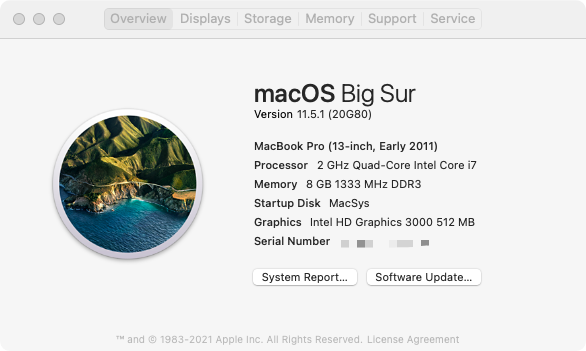 Overview Displays Storage Memory Support Service
macOS Big Sur
Version 11.5.1 (20G80)
MacBook Pro (13-inch, Early 2011)
Processor 2 GHz Quad-Core Intel Core i7
Memory 8 GB 1333 MHz DDR3
Startup Disk MacSys
Graphics Intel HD Graphics 3000 512 MB
Serial Number
System Report... Software Update...
™ and © 1983-2021 Apple Inc. All Rights Reserved. License Agreement